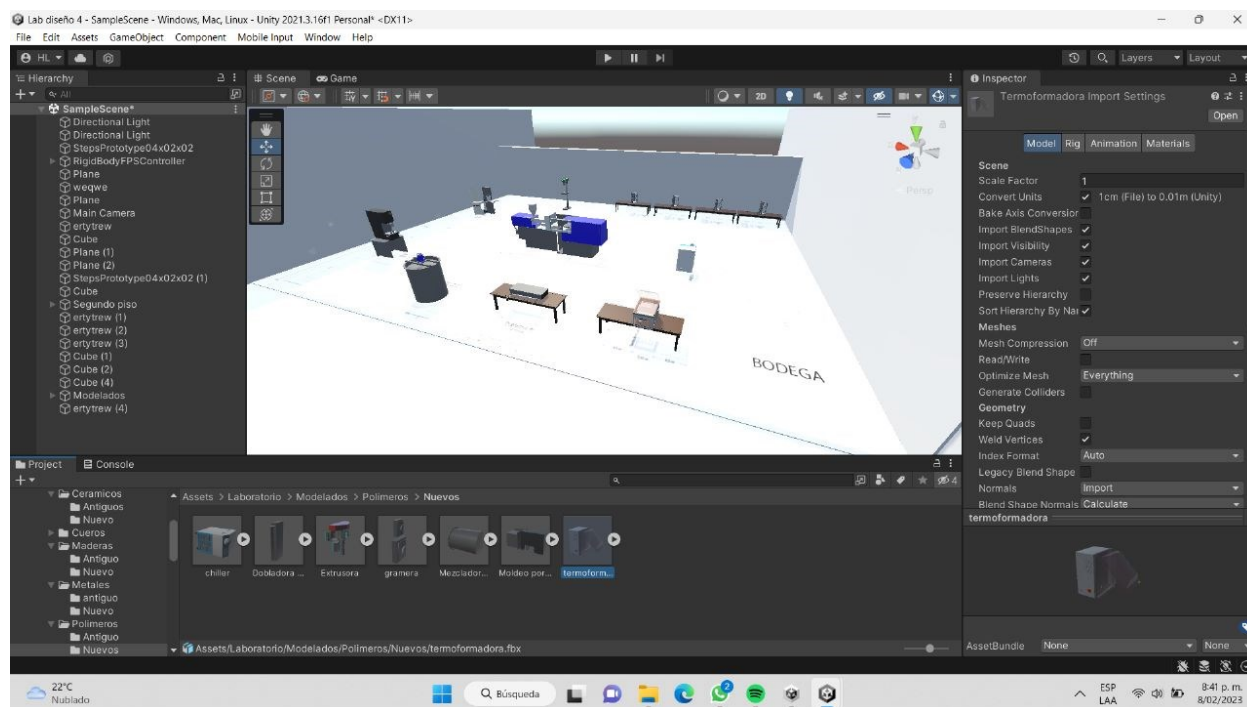 Lab diseño 4 - SampleScene - Windows, Mac, Linux - Unity 2021.3.16f1 Personal* <DX11>
File Edit Assets GameObject Component Mobile Input Window Help
HL Layers Layout
Hierarchy
All
SampleScene*
Directional Light
Directional Light
StepsPrototype04x02x02
RigidBodyFPSController
Plane
weqwe
Plane
Main Camera
ertytrew
Cube
Plane (1)
Plane (2)
StepsPrototype04x02x02 (1)
Cube
Segundo piso
ertytrew (1)
ertytrew (2)
ertytrew (3)
Cube (1)
Cube (2)
Cube (4)
Modelados
ertytrew (4)
Scene Game
2D
Persp
BODEGA
Inspector
Termoformadora Import Settings
Open
Model Rig Animation Materials
Scene
Scale Factor 1
Convert Units 1cm (File) to 0.01m (Unity)
Bake Axis Conversion
Import BlendShapes
Import Visibility
Import Cameras
Import Lights
Preserve Hierarchy
Sort Hierarchy By Nar
Meshes
Mesh Compression Off
Read/Write
Optimize Mesh Everything
Generate Colliders
Geometry
Keep Quads
Weld Vertices
Index Format Auto
Legacy Blend Shape
Normals Import
Blend Shape Normals Calculate
termoformadora
AssetBundle None None
Project Console
4
Ceramicos
Antiguos
Nuevo
Cueros
Maderas
Antiguo
Nuevo
Metales
antiguo
Nuevo
Polimeros
Antiguo
Nuevos
Assets > Laboratorio > Modelados > Polimeros > Nuevos
chiller Dobladora ... Extrusora gramera Mezclador... Moldeo por... termoform...
Assets/Laboratorio/Modelados/Polimeros/Nuevos/termoformadora.fbx
22°C
Nublado
Búsqueda
2
ESP
LAA
8:41 p. m.
8/02/2023